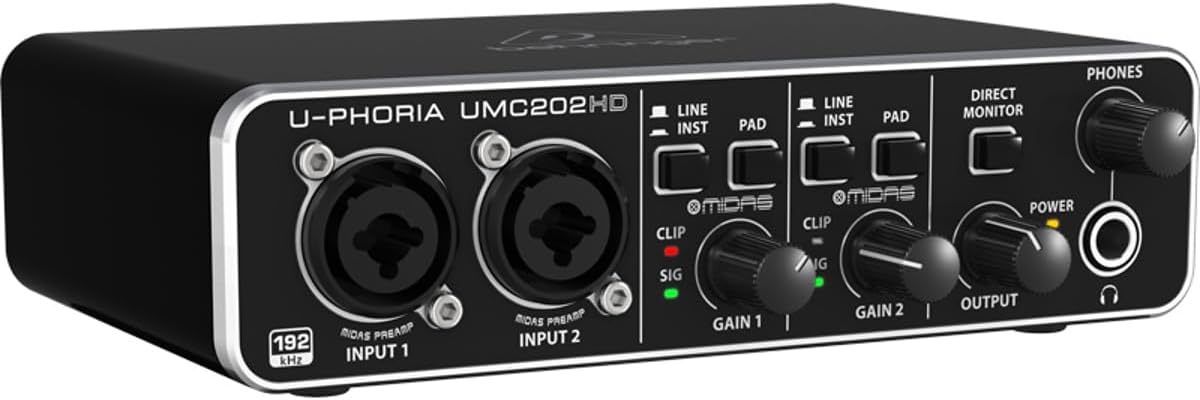 behringer
U-PHORIA UMC202HD
LINE
INST
PAD
LINE
INST
PAD
DIRECT
MONITOR
PHONES
MIDAS
MIDAS
CLIP
SIG
CLIP
POWER
MIDAS PREAMP
INPUT 1
MIDAS PREAMP
INPUT 2
GAIN 1
GAIN 2
OUTPUT
192
kHz